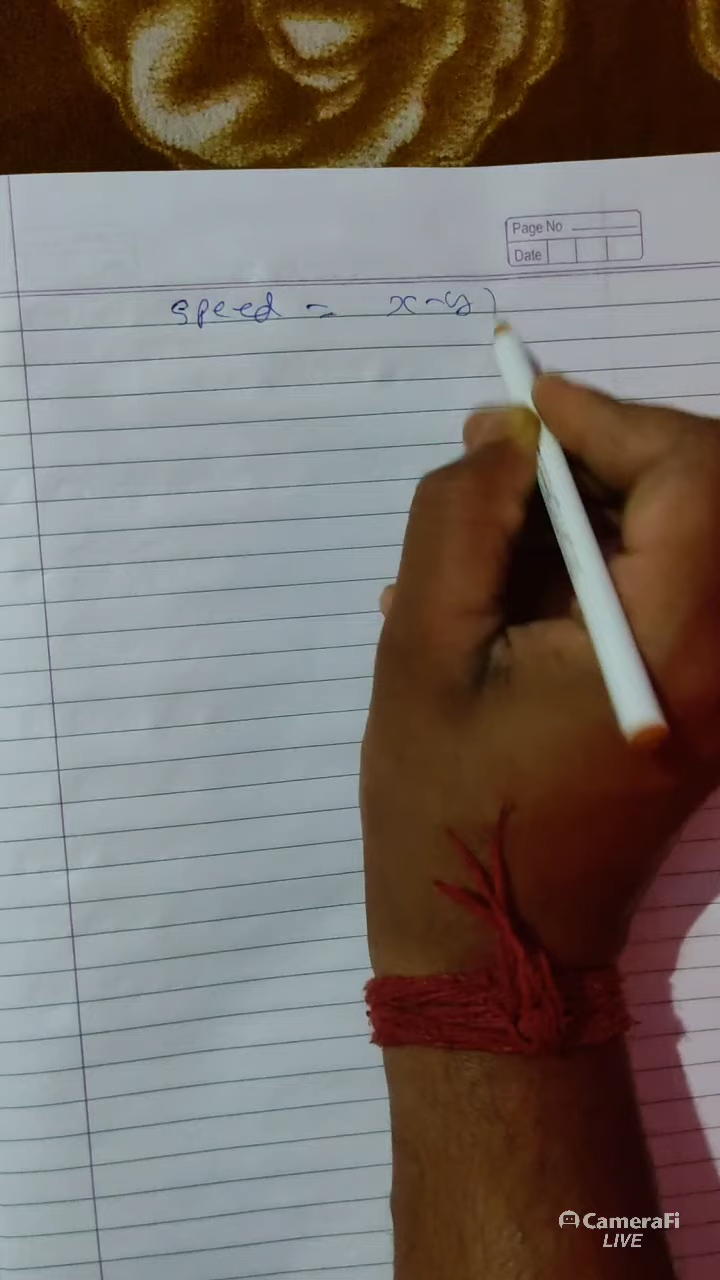 Page No
Date
speed = x-y)
CameraFi
LIVE